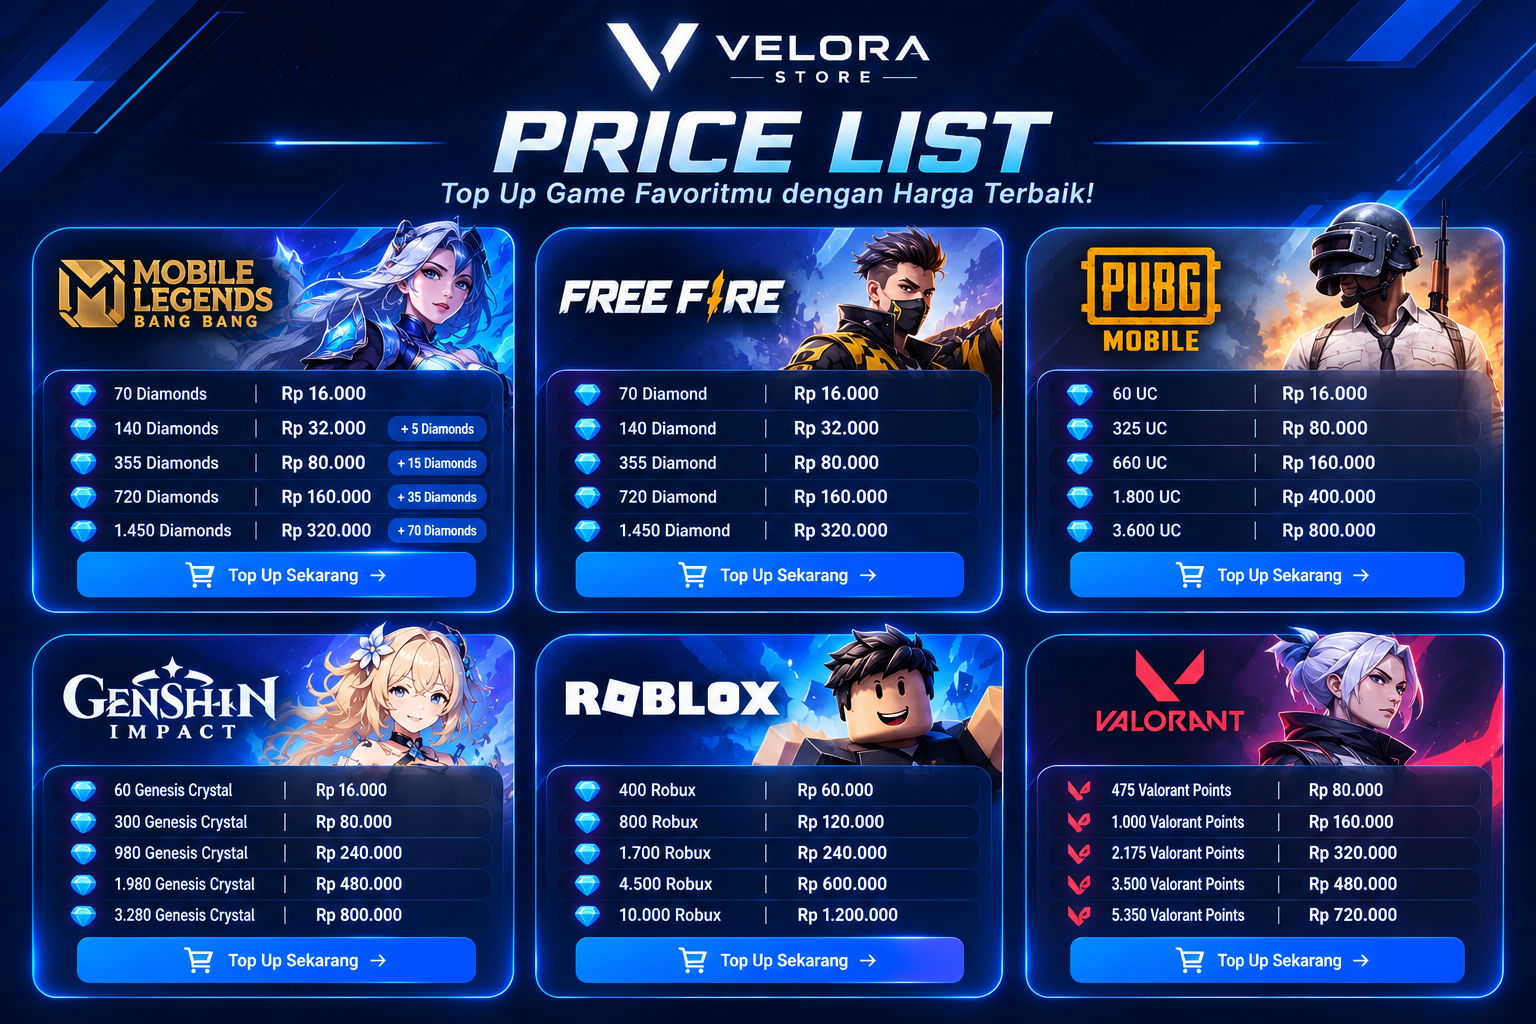 VELORA
STORE
PRICE LIST
Top Up Game Favoritmu dengan Harga Terbaik!
MOBILE
LEGENDS
BANG BANG
70 Diamonds | Rp 16.000
140 Diamonds | Rp 32.000 + 5 Diamonds
355 Diamonds | Rp 80.000 + 15 Diamonds
720 Diamonds | Rp 160.000 + 35 Diamonds
1.450 Diamonds | Rp 320.000 + 70 Diamonds
Top Up Sekarang →
FREE FIRE
70 Diamond | Rp 16.000
140 Diamond | Rp 32.000
355 Diamond | Rp 80.000
720 Diamond | Rp 160.000
1.450 Diamond | Rp 320.000
Top Up Sekarang →
PUBG
MOBILE
60 UC | Rp 16.000
325 UC | Rp 80.000
660 UC | Rp 160.000
1.800 UC | Rp 400.000
3.600 UC | Rp 800.000
Top Up Sekarang →
GENSHIN
IMPACT
60 Genesis Crystal | Rp 16.000
300 Genesis Crystal | Rp 80.000
980 Genesis Crystal | Rp 240.000
1.980 Genesis Crystal | Rp 480.000
3.280 Genesis Crystal | Rp 800.000
Top Up Sekarang →
ROBLOX
400 Robux | Rp 60.000
800 Robux | Rp 120.000
1.700 Robux | Rp 240.000
4.500 Robux | Rp 600.000
10.000 Robux | Rp 1.200.000
Top Up Sekarang →
VALORANT
475 Valorant Points | Rp 80.000
1.000 Valorant Points | Rp 160.000
2.175 Valorant Points | Rp 320.000
3.500 Valorant Points | Rp 480.000
5.350 Valorant Points | Rp 720.000
Top Up Sekarang →